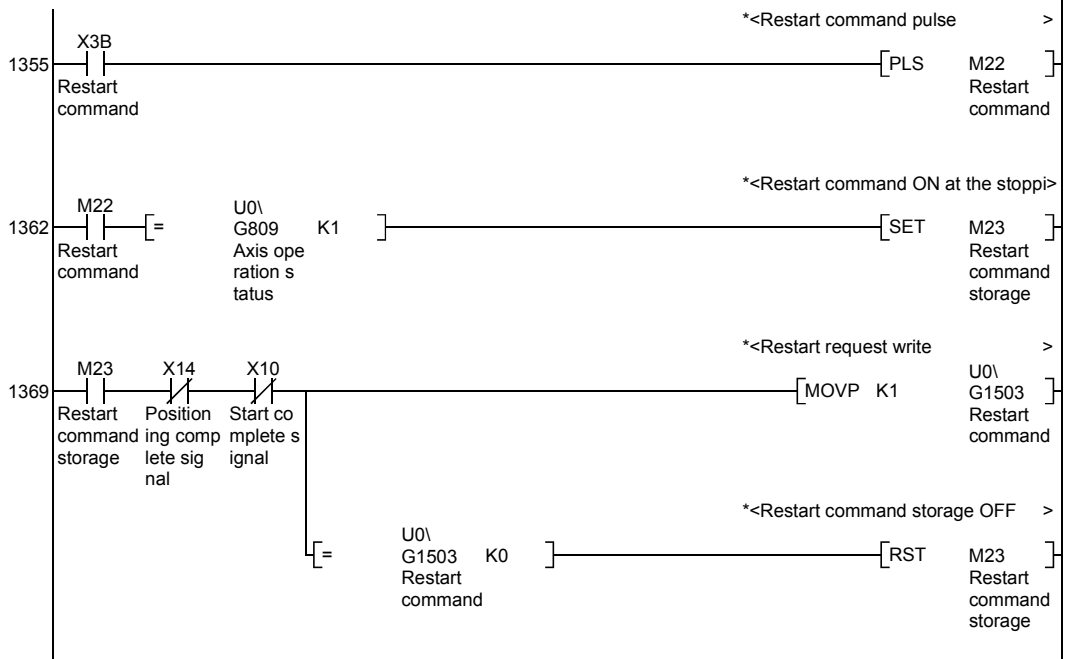 *<Restart command pulse >
X3B
1355
PLS M22
Restart
command
Restart
command
*<Restart command ON at the stoppi>
M22
1362
= U0\
G809 K1
SET M23
Restart
command
Axis ope
ration s
tatus
Restart
command
storage
*<Restart request write >
M23 X14 X10
1369
MOVP K1 U0\
G1503
Restart
command
storage
Position
ing comp
lete sig
nal
Start co
mplete s
ignal
Restart
command
*<Restart command storage OFF >
= U0\
G1503 K0
RST M23
Restart
command
Restart
command
storage